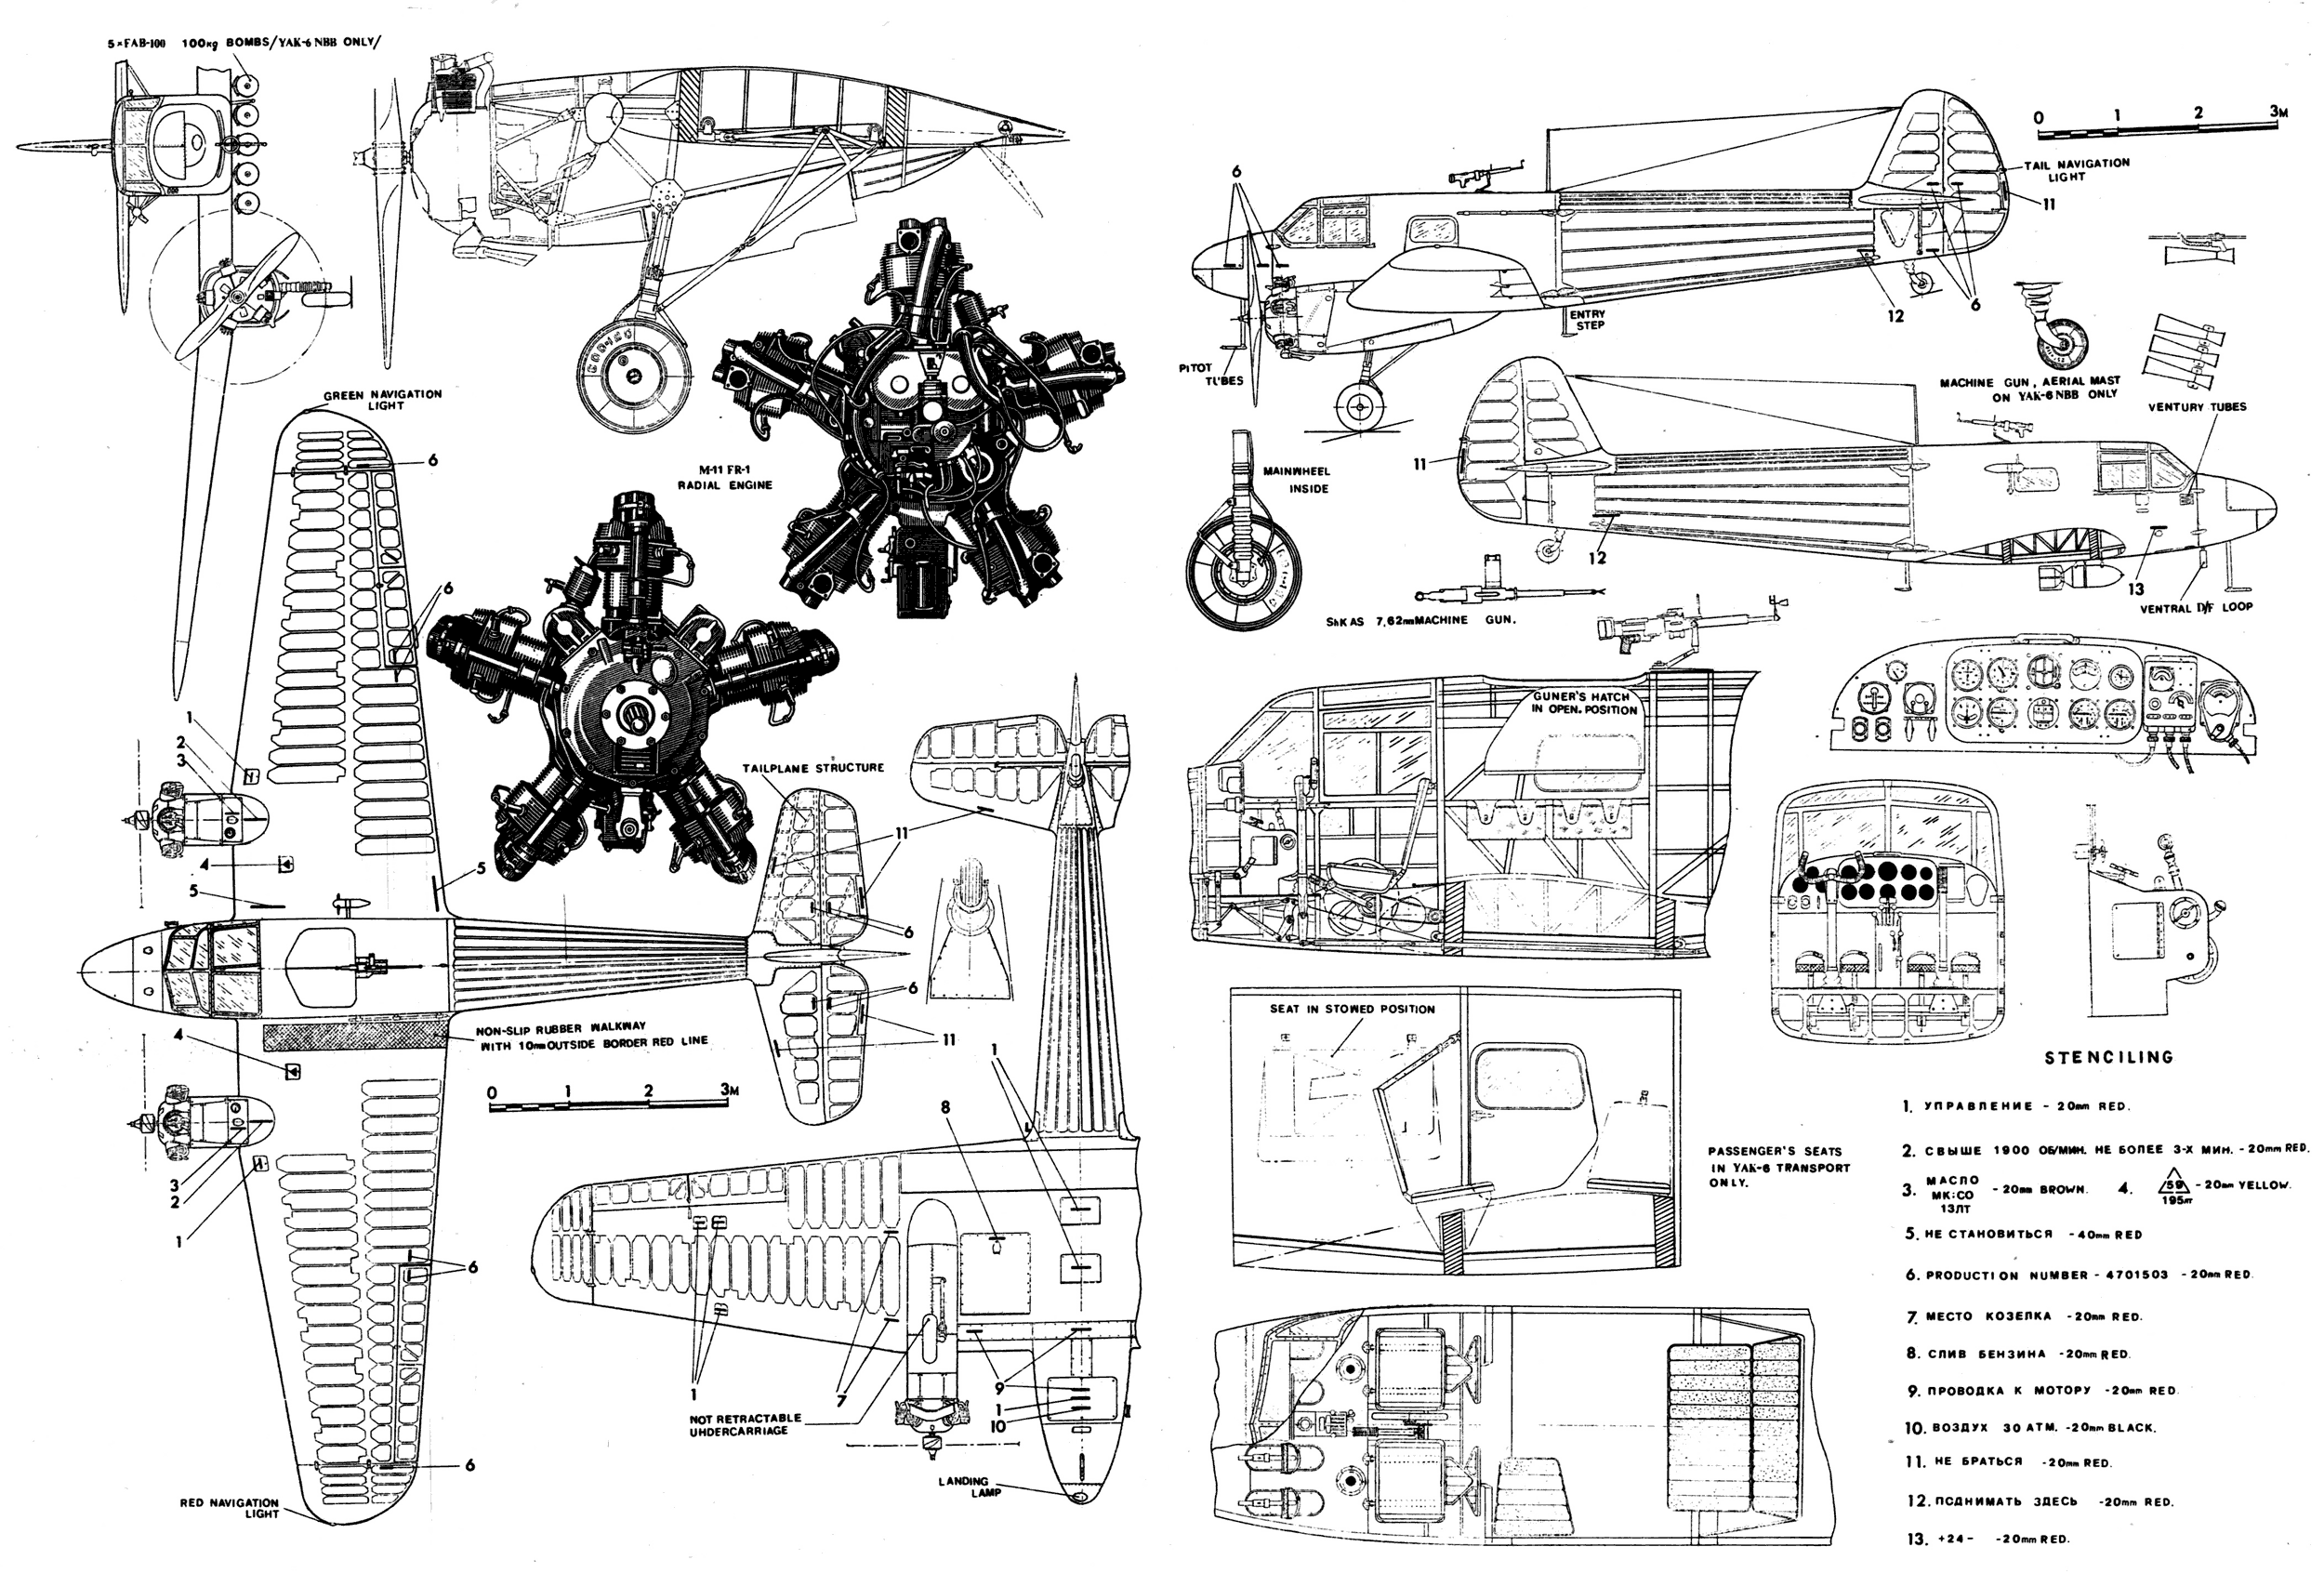 5×FAB-100 100кg BOMBS/YAK-6 NBB ONLY/
GREEN NAVIGATION
LIGHT
6
6
M-11 FR-1
RADIAL ENGINE
600-120
1
2
3
4
5
5
TAILPLANE STRUCTURE
11
6
6
11
NON-SLIP RUBBER WALKWAY
WITH 10mm OUTSIDE BORDER RED LINE
4
0 1 2 3M
3
2
1
6
6
RED NAVIGATION
LIGHT
8
1
1
7
9
1
10
NOT RETRACTABLE
UHDERCARRIAGE
LANDING
LAMP
0 1 2 3M
6
TAIL NAVIGATION
LIGHT
11
6
12
ENTRY
STEP
PITOT
TUBES
MACHINE GUN, AERIAL MAST
ON YAK-6 NBB ONLY
VENTURY TUBES
11
12
13
VENTRAL D/F LOOP
MAINWHEEL
INSIDE
ShKAS 7,62mm MACHINE GUN.
GUNER'S HATCH
IN OPEN. POSITION
SEAT IN STOWED POSITION
PASSENGER'S SEATS
IN YAK-6 TRANSPORT
ONLY.
STENCILING
1. УПРАВЛЕНИЕ - 20mm RED.
2. СВЫШЕ 1900 ОБ/МИН. НЕ БОЛЕЕ 3-Х МИН. - 20mm RED.
3. МАСЛО МК:СО 13ЛТ - 20mm BROWN. 4. 59 195ЛТ - 20mm YELLOW.
5. НЕ СТАНОВИТЬСЯ - 40mm RED
6. PRODUCTION NUMBER - 4701503 - 20mm RED.
7. МЕСТО КОЗЕЛКА - 20mm RED.
8. СЛИВ БЕНЗИНА - 20mm RED.
9. ПРОВОДКА К МОТОРУ - 20mm RED.
10. ВОЗДУХ 30 АТМ. - 20mm BLACK.
11. НЕ БРАТЬСЯ - 20mm RED.
12. ПОДНИМАТЬ ЗДЕСЬ - 20mm RED.
13. +24 - - 20mm RED.